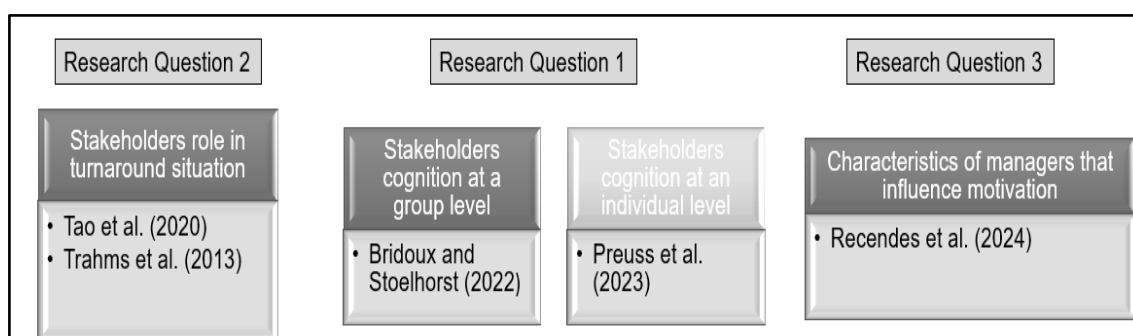 Research Question 2
Research Question 1
Research Question 3
Stakeholders role in
turnaround situation
• Tao et al. (2020)
• Trahms et al. (2013)
Stakeholders
cognition at a
group level
• Bridoux and
Stoelhorst (2022)
Stakeholders
cognition at an
individual level
• Preuss et al.
(2023)
Characteristics of managers that
influence motivation
• Recendes et al. (2024)